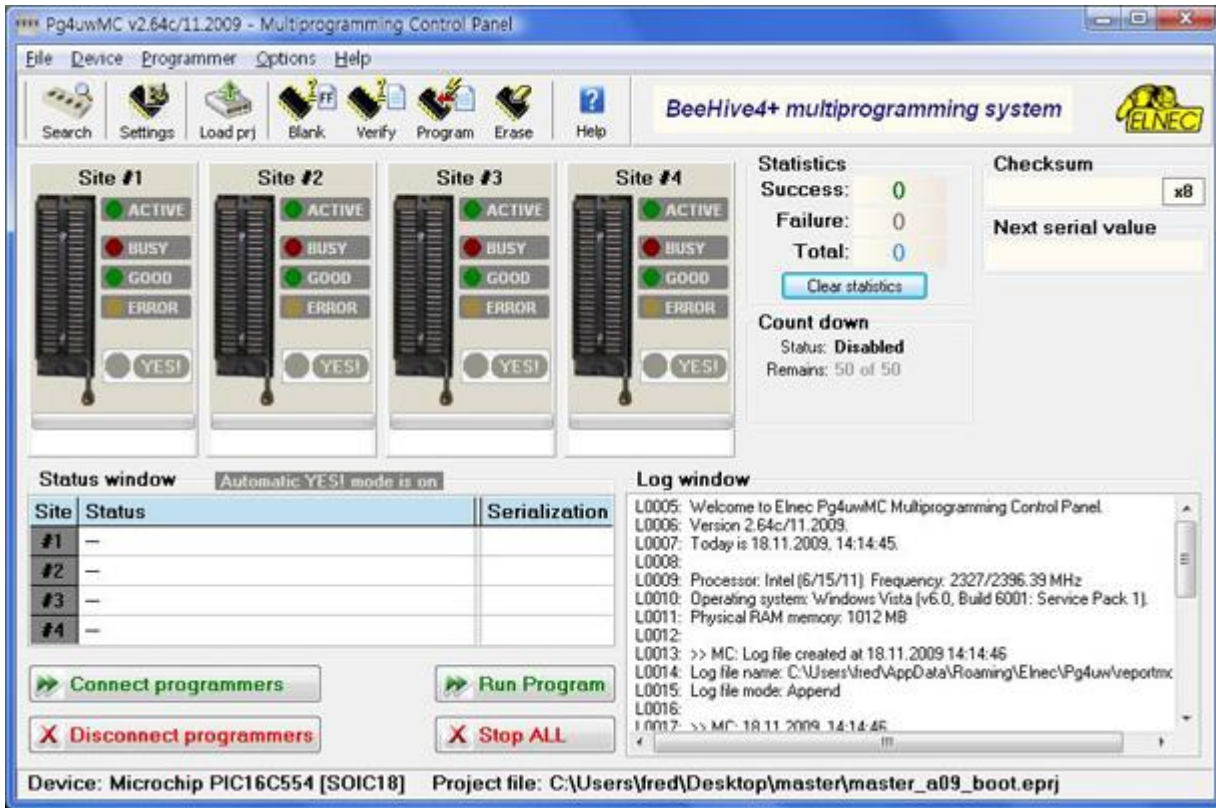 Pg4uwMC v2.64c/11.2009 - Multiprogramming Control Panel
File Device Programmer Options Help
Search Settings Load prj Blank Verify Program Erase Help
FF
BeeHive4+ multiprogramming system
ELNEC
Site #1 Site #2 Site #3 Site #4
ACTIVE ACTIVE ACTIVE ACTIVE
BUSY BUSY BUSY BUSY
GOOD GOOD GOOD GOOD
ERROR ERROR ERROR ERROR
YES! YES! YES! YES!
Statistics
Success: 0
Failure: 0
Total: 0
Clear statistics
Count down
Status: Disabled
Remains: 50 of 50
Checksum
x8
Next serial value
Status window Automatic YES! mode is on
Site Status Serialization
#1 —
#2 —
#3 —
#4 —
Connect programmers Run Program
Disconnect programmers Stop ALL
Log window
L0005: Welcome to Elnec Pg4uwMC Multiprogramming Control Panel.
L0006: Version 2.64c/11.2009.
L0007: Today is 18.11.2009, 14:14:45.
L0008:
L0009: Processor: Intel (6/15/11) Frequency: 2327/2396.39 MHz
L0010: Operating system: Windows Vista (v6.0, Build 6001: Service Pack 1).
L0011: Physical RAM memory: 1012 MB
L0012:
L0013: >> MC: Log file created at 18.11.2009 14:14:46
L0014: Log file name: C:\Users\fred\AppData\Roaming\Elnec\Pg4uw\reportmc
L0015: Log file mode: Append
L0016:
L0017: >> MC: 18.11.2009, 14:14:46
Device: Microchip PIC16C554 [SOIC18] Project file: C:\Users\fred\Desktop\master\master_a09_boot.eprj